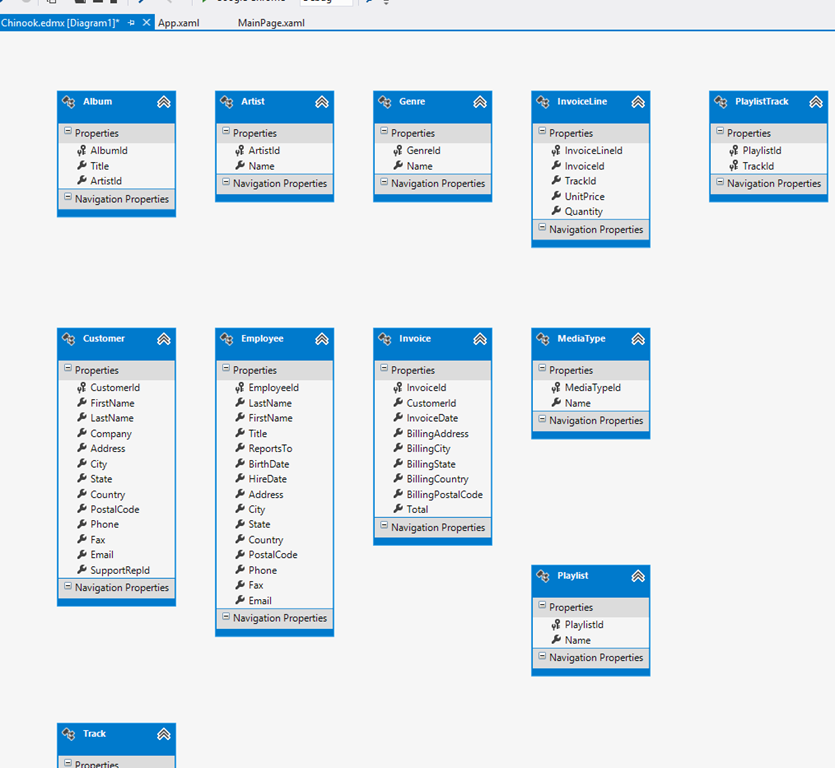 Chinook.edmx [Diagram1]*
App.xaml
MainPage.xaml
Album
Properties
AlbumId
Title
ArtistId
Navigation Properties
Artist
Properties
ArtistId
Name
Navigation Properties
Genre
Properties
GenreId
Name
Navigation Properties
InvoiceLine
Properties
InvoiceLineId
InvoiceId
TrackId
UnitPrice
Quantity
Navigation Properties
PlaylistTrack
Properties
PlaylistId
TrackId
Navigation Properties
Customer
Properties
CustomerId
FirstName
LastName
Company
Address
City
State
Country
PostalCode
Phone
Fax
Email
SupportRepId
Navigation Properties
Employee
Properties
EmployeeId
LastName
FirstName
Title
ReportsTo
BirthDate
HireDate
Address
City
State
Country
PostalCode
Phone
Fax
Email
Navigation Properties
Invoice
Properties
InvoiceId
CustomerId
InvoiceDate
BillingAddress
BillingCity
BillingState
BillingCountry
BillingPostalCode
Total
Navigation Properties
MediaType
Properties
MediaTypeId
Name
Navigation Properties
Playlist
Properties
PlaylistId
Name
Navigation Properties
Track
Properties